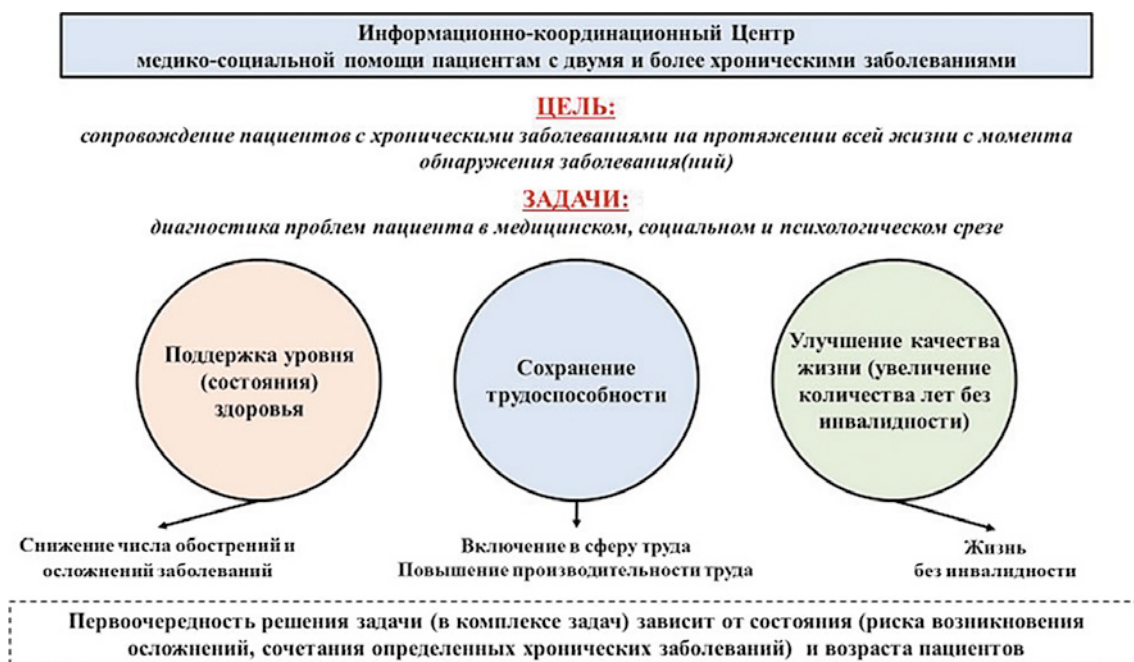 Информационно-координационный Центр
медико-социальной помощи пациентам с двумя и более хроническими заболеваниями
ЦЕЛЬ:
сопровождение пациентов с хроническими заболеваниями на протяжении всей жизни с момента
обнаружения заболевания(ний)
ЗАДАЧИ:
диагностика проблем пациента в медицинском, социальном и психологическом срезе
Поддержка уровня
(состояния)
здоровья
Сохранение
трудоспособности
Улучшение качества
жизни (увеличение
количества лет без
инвалидности)
Снижение числа обострений и
осложнений заболеваний
Включение в сферу труда
Повышение производительности труда
Жизнь
без инвалидности
Первоочередность решения задачи (в комплексе задач) зависит от состояния (риска возникновения
осложнений, сочетания определенных хронических заболеваний) и возраста пациентов